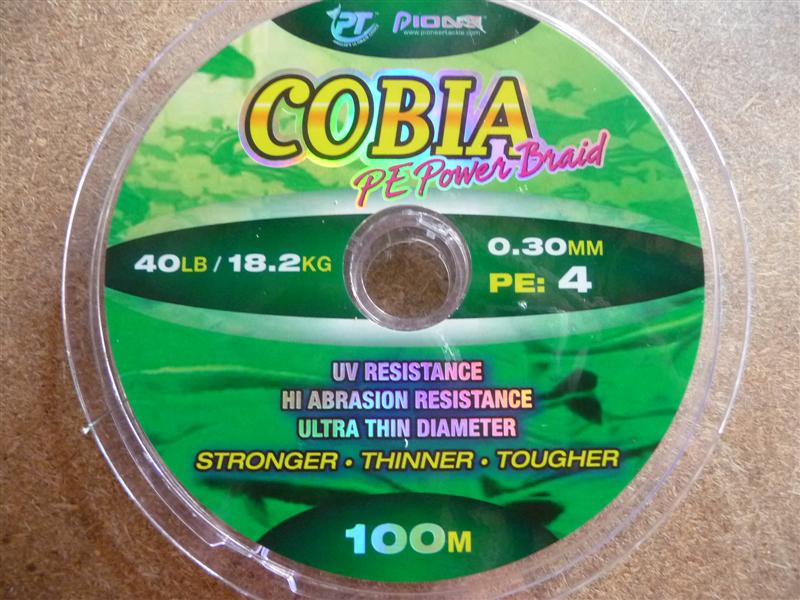 PT PIONEER
www.pioneertackle.com
COBIA
PE Power Braid
40LB / 18.2KG
0.30MM
PE: 4
UV RESISTANCE
HI ABRASION RESISTANCE
ULTRA THIN DIAMETER
STRONGER • THINNER • TOUGHER
100M